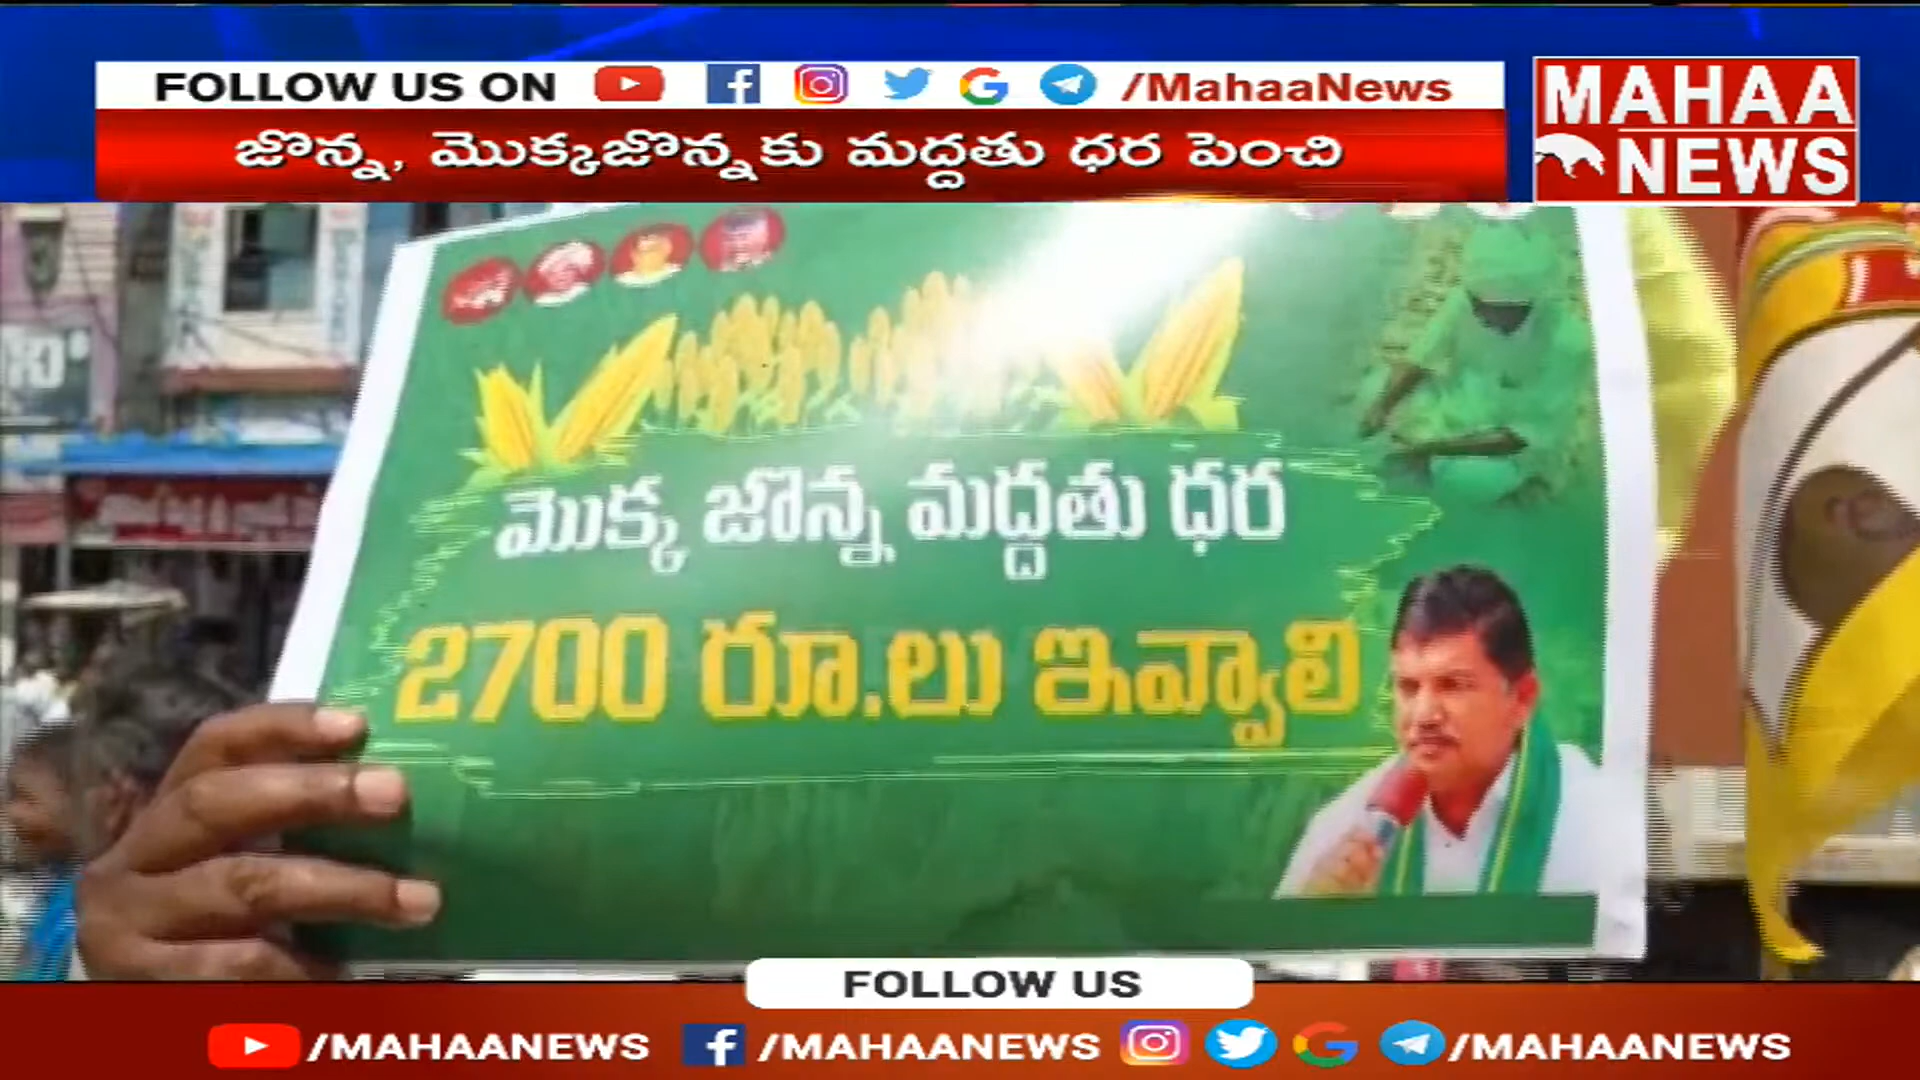 FOLLOW US ON /MahaaNews
జొన్న, మొక్కజొన్నకు మద్దతు ధర పెంచి
MAHAA
NEWS
మొక్క జొన్న మద్దతు ధర
2700 రూ.లు ఇవ్వాలి
FOLLOW US
/MAHAANEWS /MAHAANEWS /MAHAANEWS